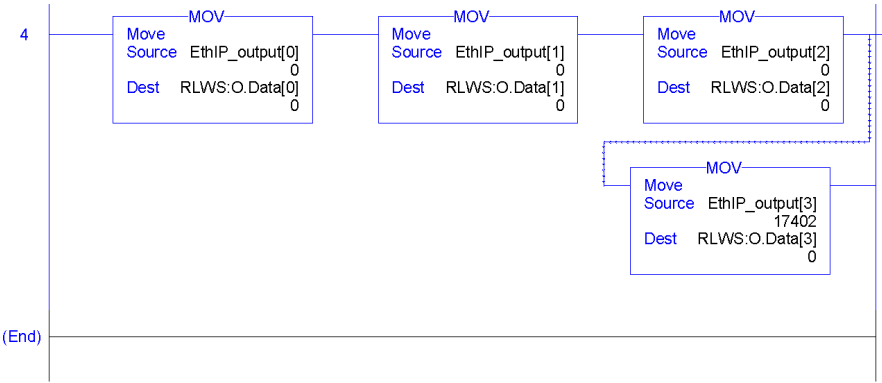 MOV MOV MOV
4 Move Move Move
Source EthIP_output[0] Source EthIP_output[1] Source EthIP_output[2]
0 0 0
Dest RLWS:O.Data[0] Dest RLWS:O.Data[1] Dest RLWS:O.Data[2]
0 0 0
MOV
Move
Source EthIP_output[3]
17402
Dest RLWS:O.Data[3]
0
(End)